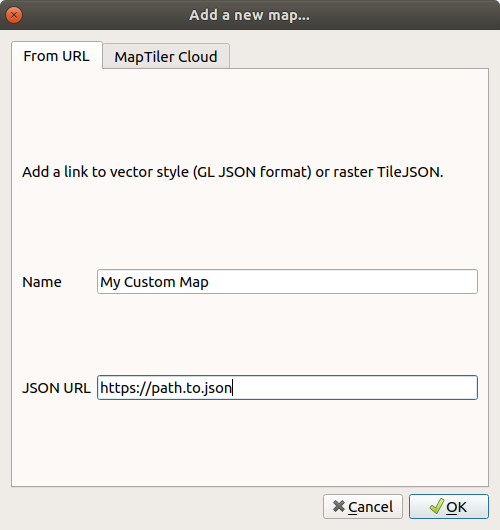 Add a new map...
From URL
MapTiler Cloud
Add a link to vector style (GL JSON format) or raster TileJSON.
Name
My Custom Map
JSON URL
https://path.to.json
Cancel
OK